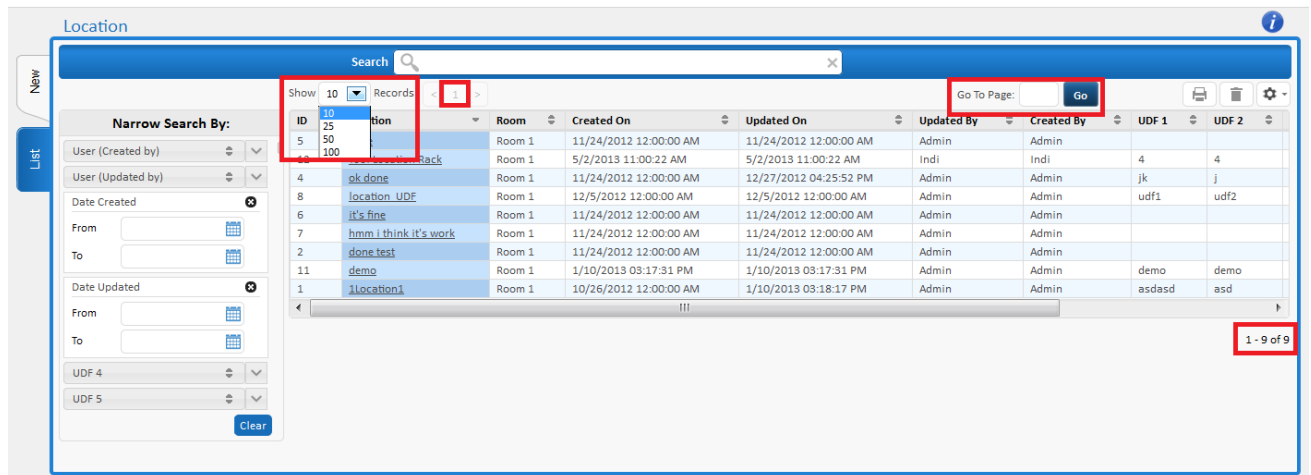 Location
New
List
Search
Show 10 Records < 1 >
10
25
50
100
Go To Page: Go
Narrow Search By:
User (Created by)
User (Updated by)
Date Created
From
To
Date Updated
From
To
UDF 4
UDF 5
Clear
ID Room Created On Updated On Updated By Created By UDF 1 UDF 2
5 Room 1 11/24/2012 12:00:00 AM 11/24/2012 12:00:00 AM Admin Admin
Rack Room 1 5/2/2013 11:00:22 AM 5/2/2013 11:00:22 AM Indi Indi 4 4
4 ok done Room 1 11/24/2012 12:00:00 AM 12/27/2012 04:25:52 PM Admin Admin jk j
8 location_UDF Room 1 12/5/2012 12:00:00 AM 12/5/2012 12:00:00 AM Admin Admin udf1 udf2
6 it's fine Room 1 11/24/2012 12:00:00 AM 11/24/2012 12:00:00 AM Admin Admin
7 hmm i think it's work Room 1 11/24/2012 12:00:00 AM 11/24/2012 12:00:00 AM Admin Admin
2 done test Room 1 11/24/2012 12:00:00 AM 11/24/2012 12:00:00 AM Admin Admin
11 demo Room 1 1/10/2013 03:17:31 PM 1/10/2013 03:17:31 PM Admin Admin demo demo
1 1Location1 Room 1 10/26/2012 12:00:00 AM 1/10/2013 03:18:17 PM Admin Admin asdasd asd
1 - 9 of 9